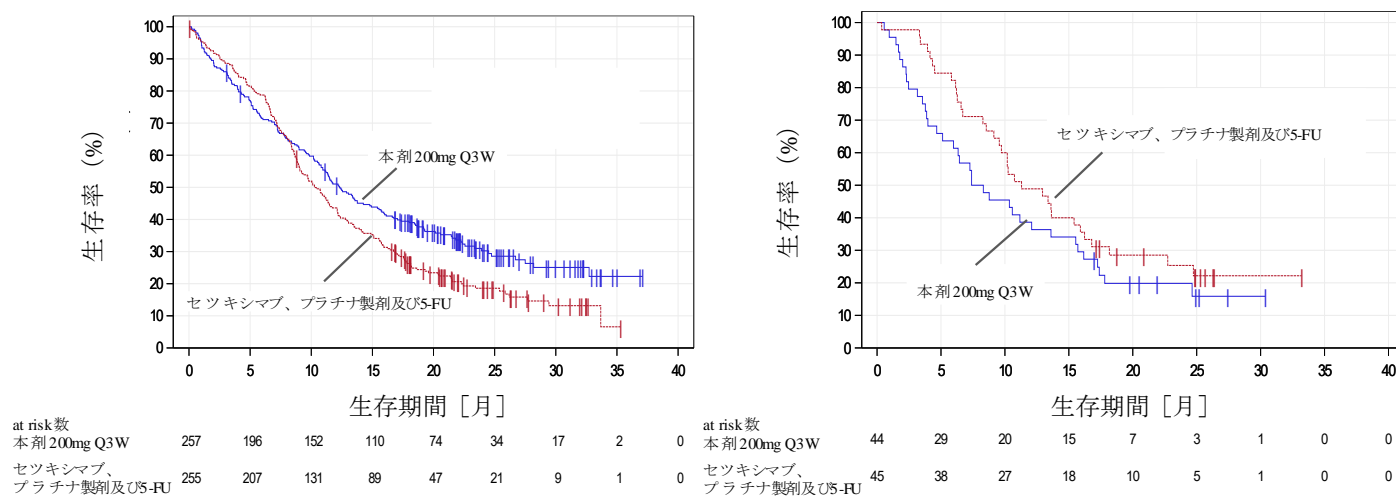 100
90
80
70
60
50
40
30
20
10
0
生存率 (%)
本剤200mg Q3W
セツキシマブ、プラチナ製剤及び5-FU
0 5 10 15 20 25 30 35 40
生存期間 [月]
at risk数
本剤200mg Q3W 257 196 152 110 74 34 17 2 0
セツキシマブ、
プラチナ製剤及び5-FU 255 207 131 89 47 21 9 1 0
100
90
80
70
60
50
40
30
20
10
0
生存率 (%)
セツキシマブ、プラチナ製剤及び5-FU
本剤200mg Q3W
0 5 10 15 20 25 30 35 40
生存期間 [月]
at risk数
本剤200mg Q3W 44 29 20 15 7 3 1 0 0
セツキシマブ、
プラチナ製剤及び5-FU 45 38 27 18 10 5 1 0 0